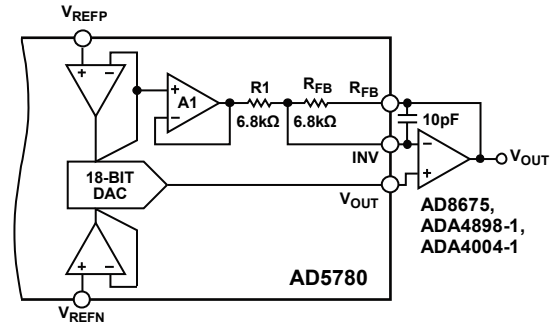 VREFP
+ −
+
−
A1
R1
6.8kΩ
RFB
6.8kΩ
RFB
10pF
INV
−
+
VOUT
18-BIT
DAC
VOUT
AD8675,
ADA4898-1,
ADA4004-1
+ −
AD5780
VREFN